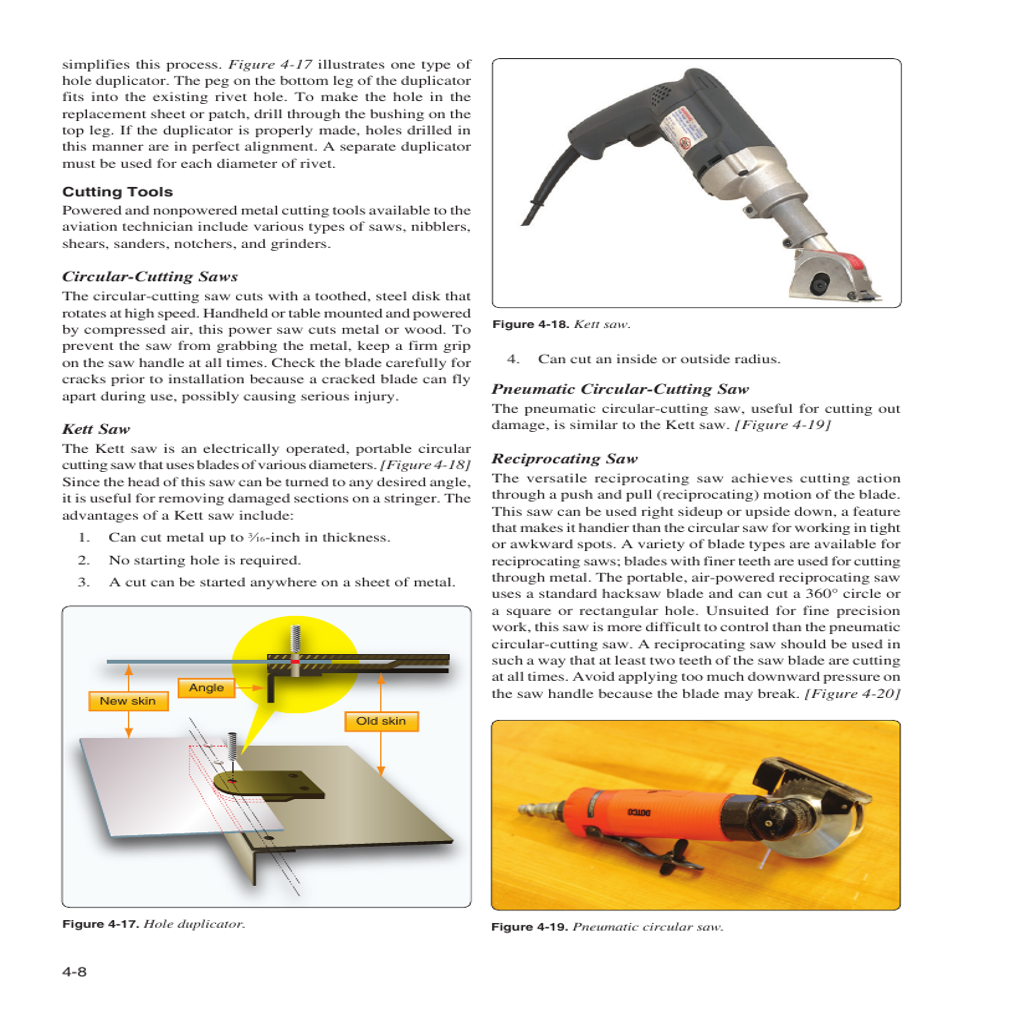 simplifies this process. Figure 4-17 illustrates one type of
hole duplicator. The peg on the bottom leg of the duplicator
fits into the existing rivet hole. To make the hole in the
replacement sheet or patch, drill through the bushing on the
top leg. If the duplicator is properly made, holes drilled in
this manner are in perfect alignment. A separate duplicator
must be used for each diameter of rivet.
Cutting Tools
Powered and nonpowered metal cutting tools available to the
aviation technician include various types of saws, nibblers,
shears, sanders, notchers, and grinders.
Circular-Cutting Saws
The circular-cutting saw cuts with a toothed, steel disk that
rotates at high speed. Handheld or table mounted and powered
by compressed air, this power saw cuts metal or wood. To
prevent the saw from grabbing the metal, keep a firm grip
on the saw handle at all times. Check the blade carefully for
cracks prior to installation because a cracked blade can fly
apart during use, possibly causing serious injury.
Kett Saw
The Kett saw is an electrically operated, portable circular
cutting saw that uses blades of various diameters. [Figure 4-18]
Since the head of this saw can be turned to any desired angle,
it is useful for removing damaged sections on a stringer. The
advantages of a Kett saw include:
1. Can cut metal up to 3⁄16-inch in thickness.
2. No starting hole is required.
3. A cut can be started anywhere on a sheet of metal.
Angle
New skin
Old skin
Figure 4-17. Hole duplicator.
Figure 4-18. Kett saw.
4. Can cut an inside or outside radius.
Pneumatic Circular-Cutting Saw
The pneumatic circular-cutting saw, useful for cutting out
damage, is similar to the Kett saw. [Figure 4-19]
Reciprocating Saw
The versatile reciprocating saw achieves cutting action
through a push and pull (reciprocating) motion of the blade.
This saw can be used right sideup or upside down, a feature
that makes it handier than the circular saw for working in tight
or awkward spots. A variety of blade types are available for
reciprocating saws; blades with finer teeth are used for cutting
through metal. The portable, air-powered reciprocating saw
uses a standard hacksaw blade and can cut a 360° circle or
a square or rectangular hole. Unsuited for fine precision
work, this saw is more difficult to control than the pneumatic
circular-cutting saw. A reciprocating saw should be used in
such a way that at least two teeth of the saw blade are cutting
at all times. Avoid applying too much downward pressure on
the saw handle because the blade may break. [Figure 4-20]
DOTCO
Figure 4-19. Pneumatic circular saw.
4-8